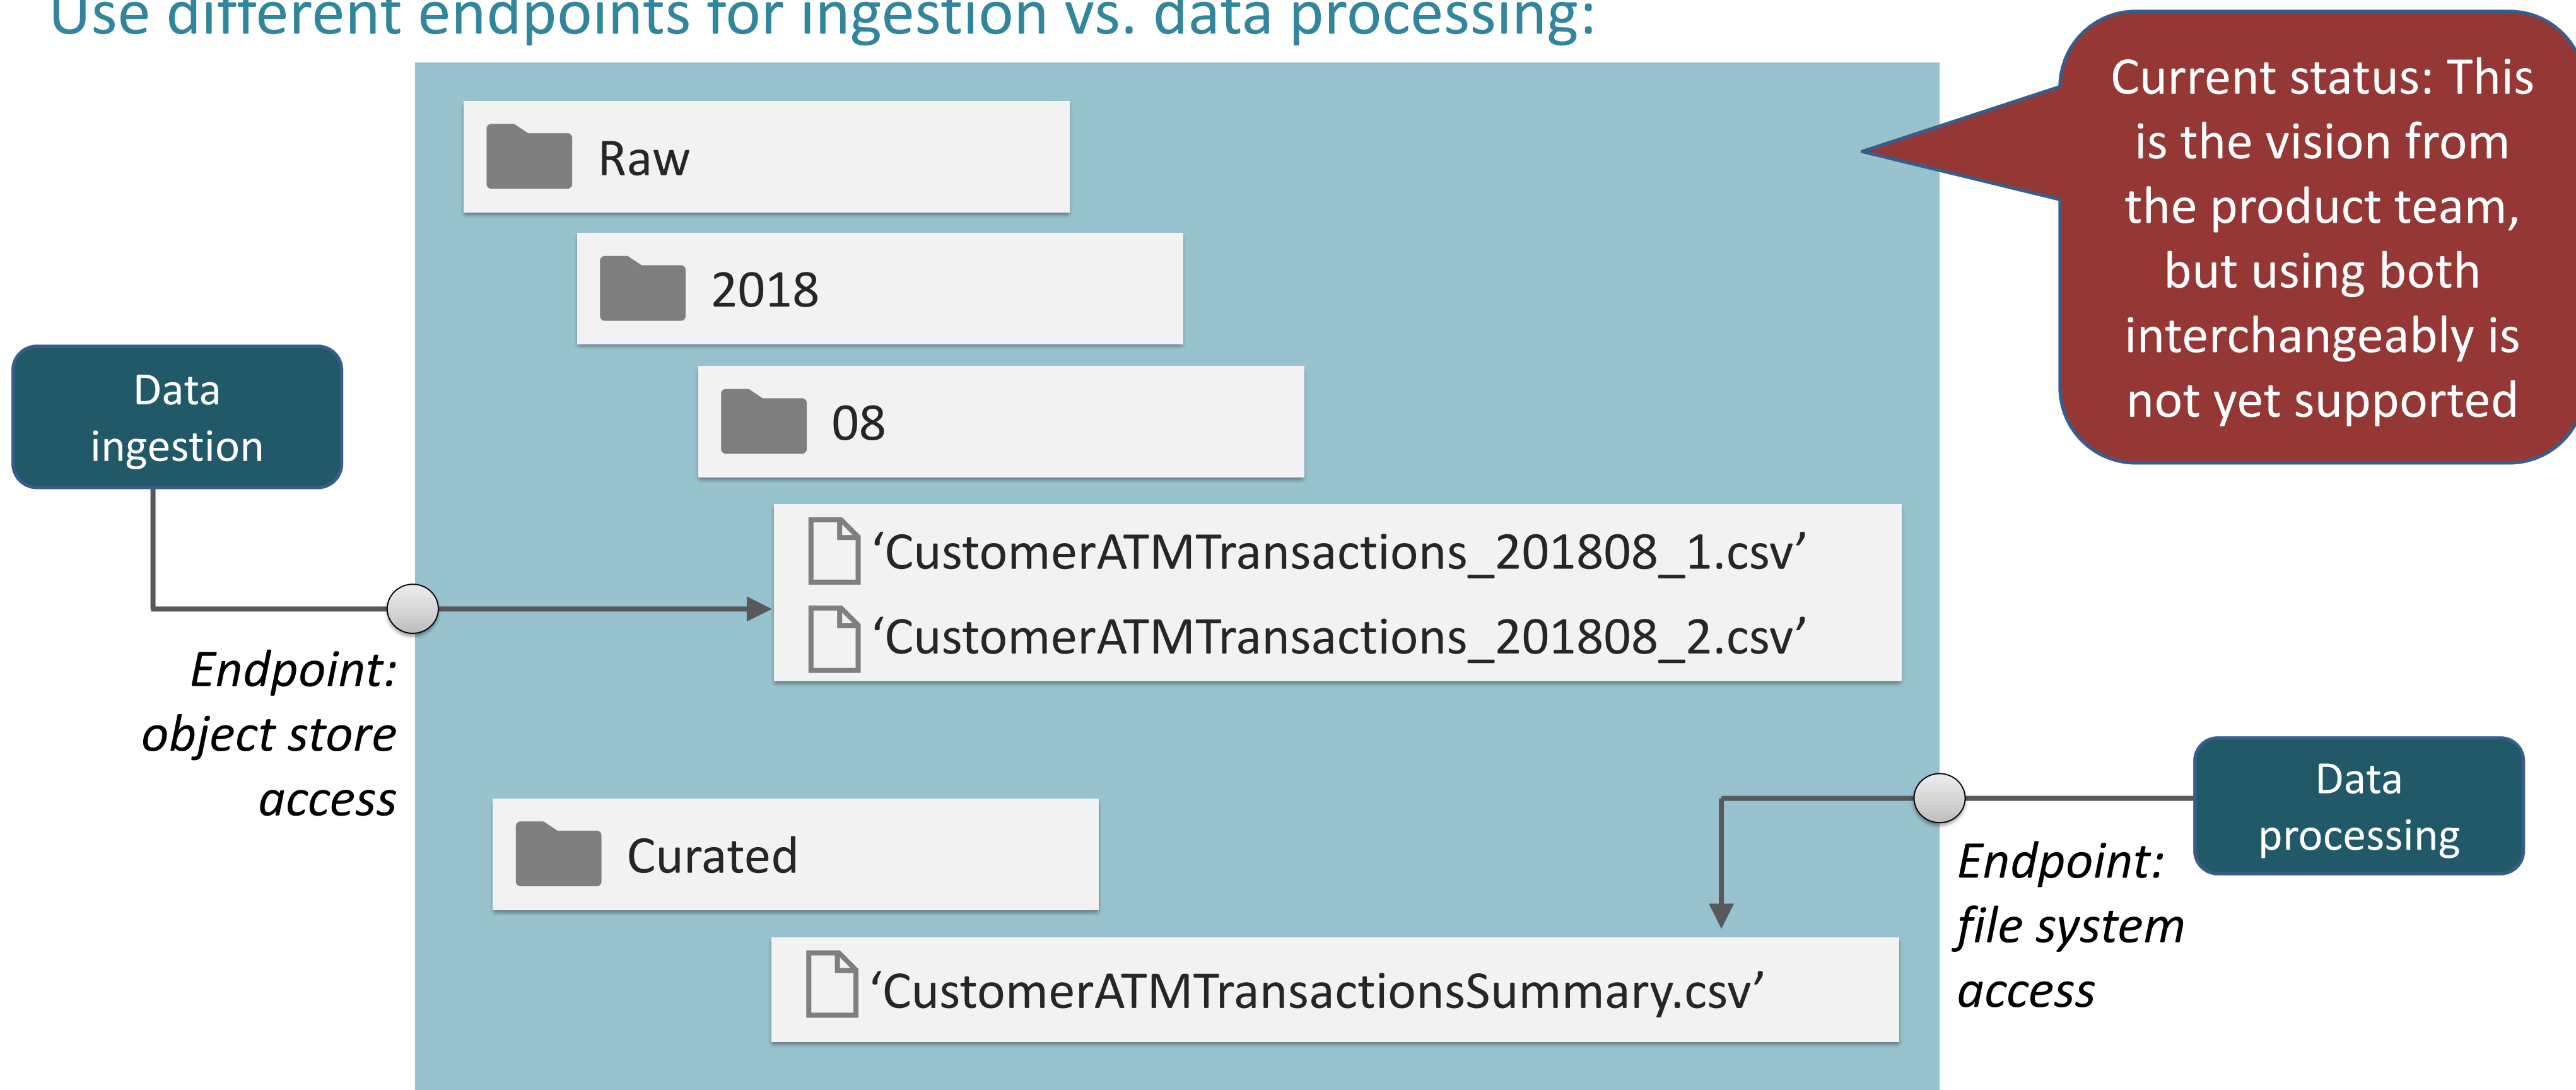 Use different endpoints for ingestion vs. data processing:
Raw
2018
08
‘CustomerATMTransactions_201808_1.csv’
‘CustomerATMTransactions_201808_2.csv’
Curated
‘CustomerATMTransactionsSummary.csv’
Data
ingestion
Endpoint:
object store
access
Current status: This
is the vision from
the product team,
but using both
interchangeably is
not yet supported
Data
processing
Endpoint:
file system
access